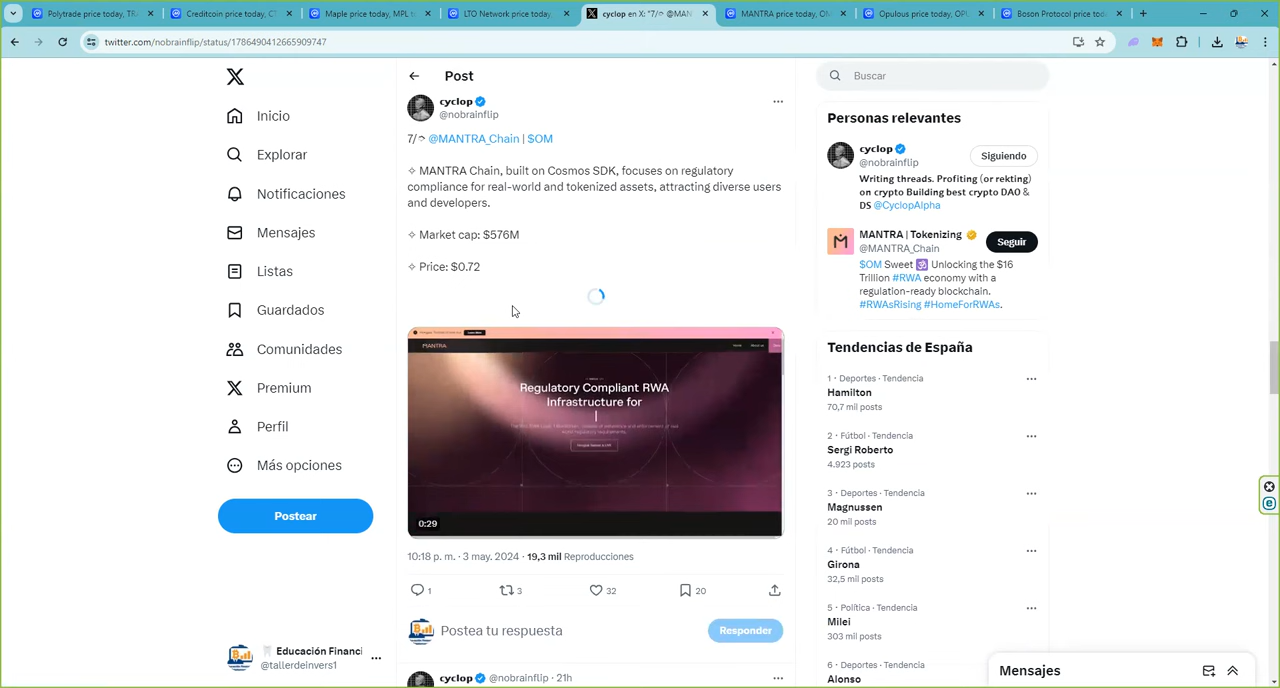 Polytrade price today, TR
Creditcoin price today, C
Maple price today, MPL t
LTO Network price today,
cyclop en X: "7/ @MAN
MANTRA price today, OM
Opulous price today, OPU
Boson Protocol price tod
twitter.com/nobrainflip/status/1786490412665909747
Inicio
Explorar
Notificaciones
Mensajes
Listas
Guardados
Comunidades
Premium
Perfil
Más opciones
Postear
Educación Financi
@tallerdeinvers1
Post
cyclop
@nobrainflip
7/ @MANTRA_Chain | $OM
✧ MANTRA Chain, built on Cosmos SDK, focuses on regulatory
compliance for real-world and tokenized assets, attracting diverse users
and developers.
✧ Market cap: $576M
✧ Price: $0.72
MANTRA
Home
About us
Regulatory Compliant RWA
Infrastructure for
0:29
10:18 p. m. · 3 may. 2024 · 19,3 mil Reproducciones
1
3
32
20
Postea tu respuesta
Responder
cyclop @nobrainflip · 21h
Buscar
Personas relevantes
cyclop
@nobrainflip
Siguiendo
Writing threads. Profiting (or rekting)
on crypto Building best crypto DAO &
DS @CyclopAlpha
MANTRA | Tokenizing
@MANTRA_Chain
Seguir
$OM Sweet 🕉 Unlocking the $16
Trillion #RWA economy with a
regulation-ready blockchain.
#RWAsRising #HomeForRWAs.
Tendencias de España
1 · Deportes · Tendencia
Hamilton
70,7 mil posts
2 · Fútbol · Tendencia
Sergi Roberto
4.923 posts
3 · Deportes · Tendencia
Magnussen
20 mil posts
4 · Fútbol · Tendencia
Girona
32,5 mil posts
5 · Política · Tendencia
Milei
303 mil posts
6 · Deportes · Tendencia
Alonso
Mensajes